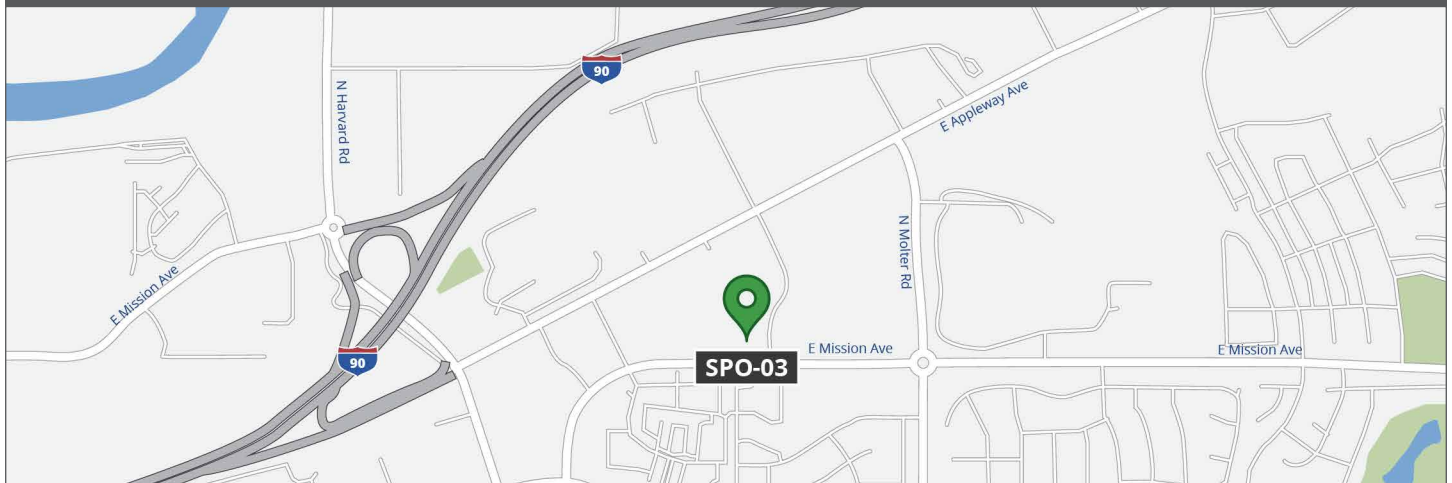 90
N Harvard Rd
E Appleway Ave
N Molter Rd
E Mission Ave
90
SPO-03
E Mission Ave
E Mission Ave